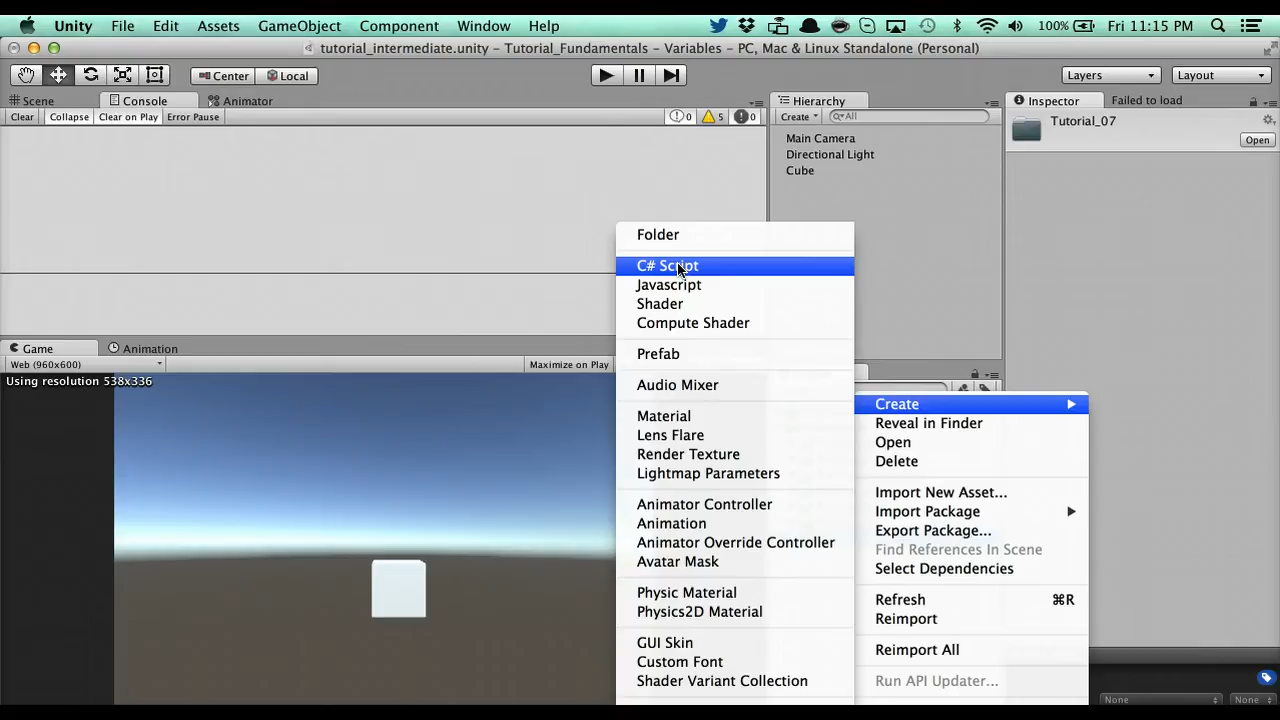 Unity File Edit Assets GameObject Component Window Help 100% Fri 11:15 PM
tutorial_intermediate.unity - Tutorial_Fundamentals - Variables - PC, Mac & Linux Standalone (Personal)
Center Local Layers Layout
Scene Console Animator Hierarchy Inspector Failed to load
Clear Collapse Clear on Play Error Pause 0 5 0 Create All
Tutorial_07
Open
Main Camera
Directional Light
Cube
Folder
C# Script
Javascript
Shader
Compute Shader
Prefab
Audio Mixer
Material
Lens Flare
Render Texture
Lightmap Parameters
Animator Controller
Animation
Animator Override Controller
Avatar Mask
Physic Material
Physics2D Material
GUI Skin
Custom Font
Shader Variant Collection
Create
Reveal in Finder
Open
Delete
Import New Asset...
Import Package
Export Package...
Find References In Scene
Select Dependencies
Refresh ⌘R
Reimport
Reimport All
Run API Updater...
Game Animation
Web (960x600) Maximize on Play
Using resolution 538x336
None None